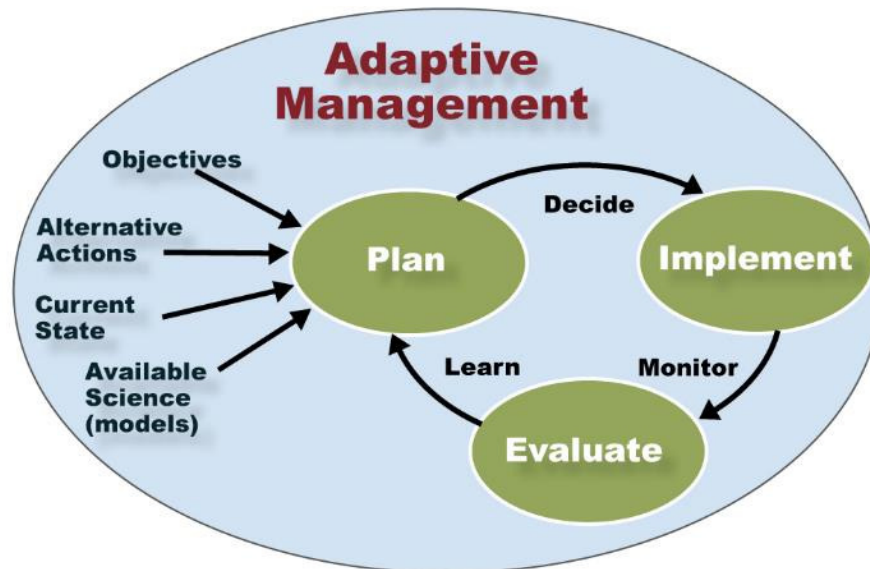 Adaptive
Management
Objectives
Alternative
Actions
Current
State
Available
Science
(models)
Plan
Decide
Implement
Monitor
Evaluate
Learn